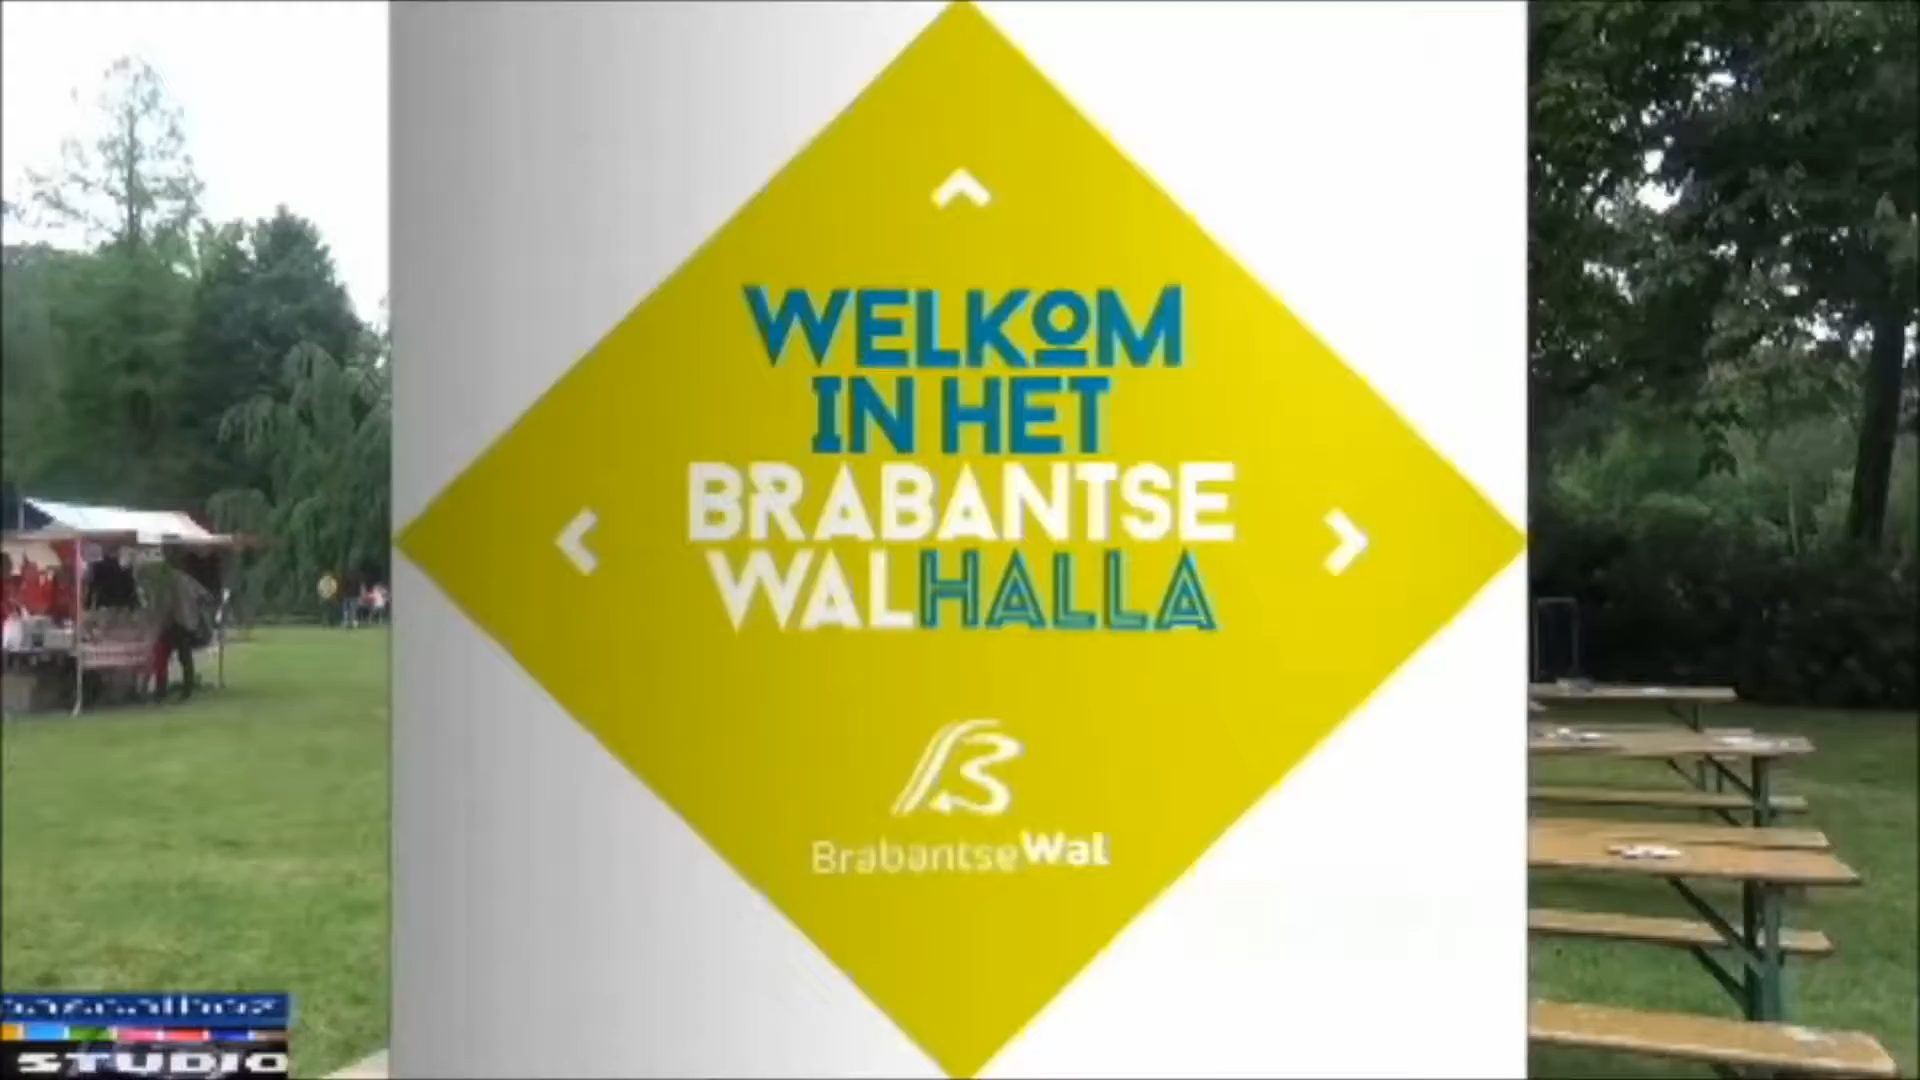 WELKOM
IN HET
BRABANTSE
WALHALLA
BrabantseWal
STUDIO